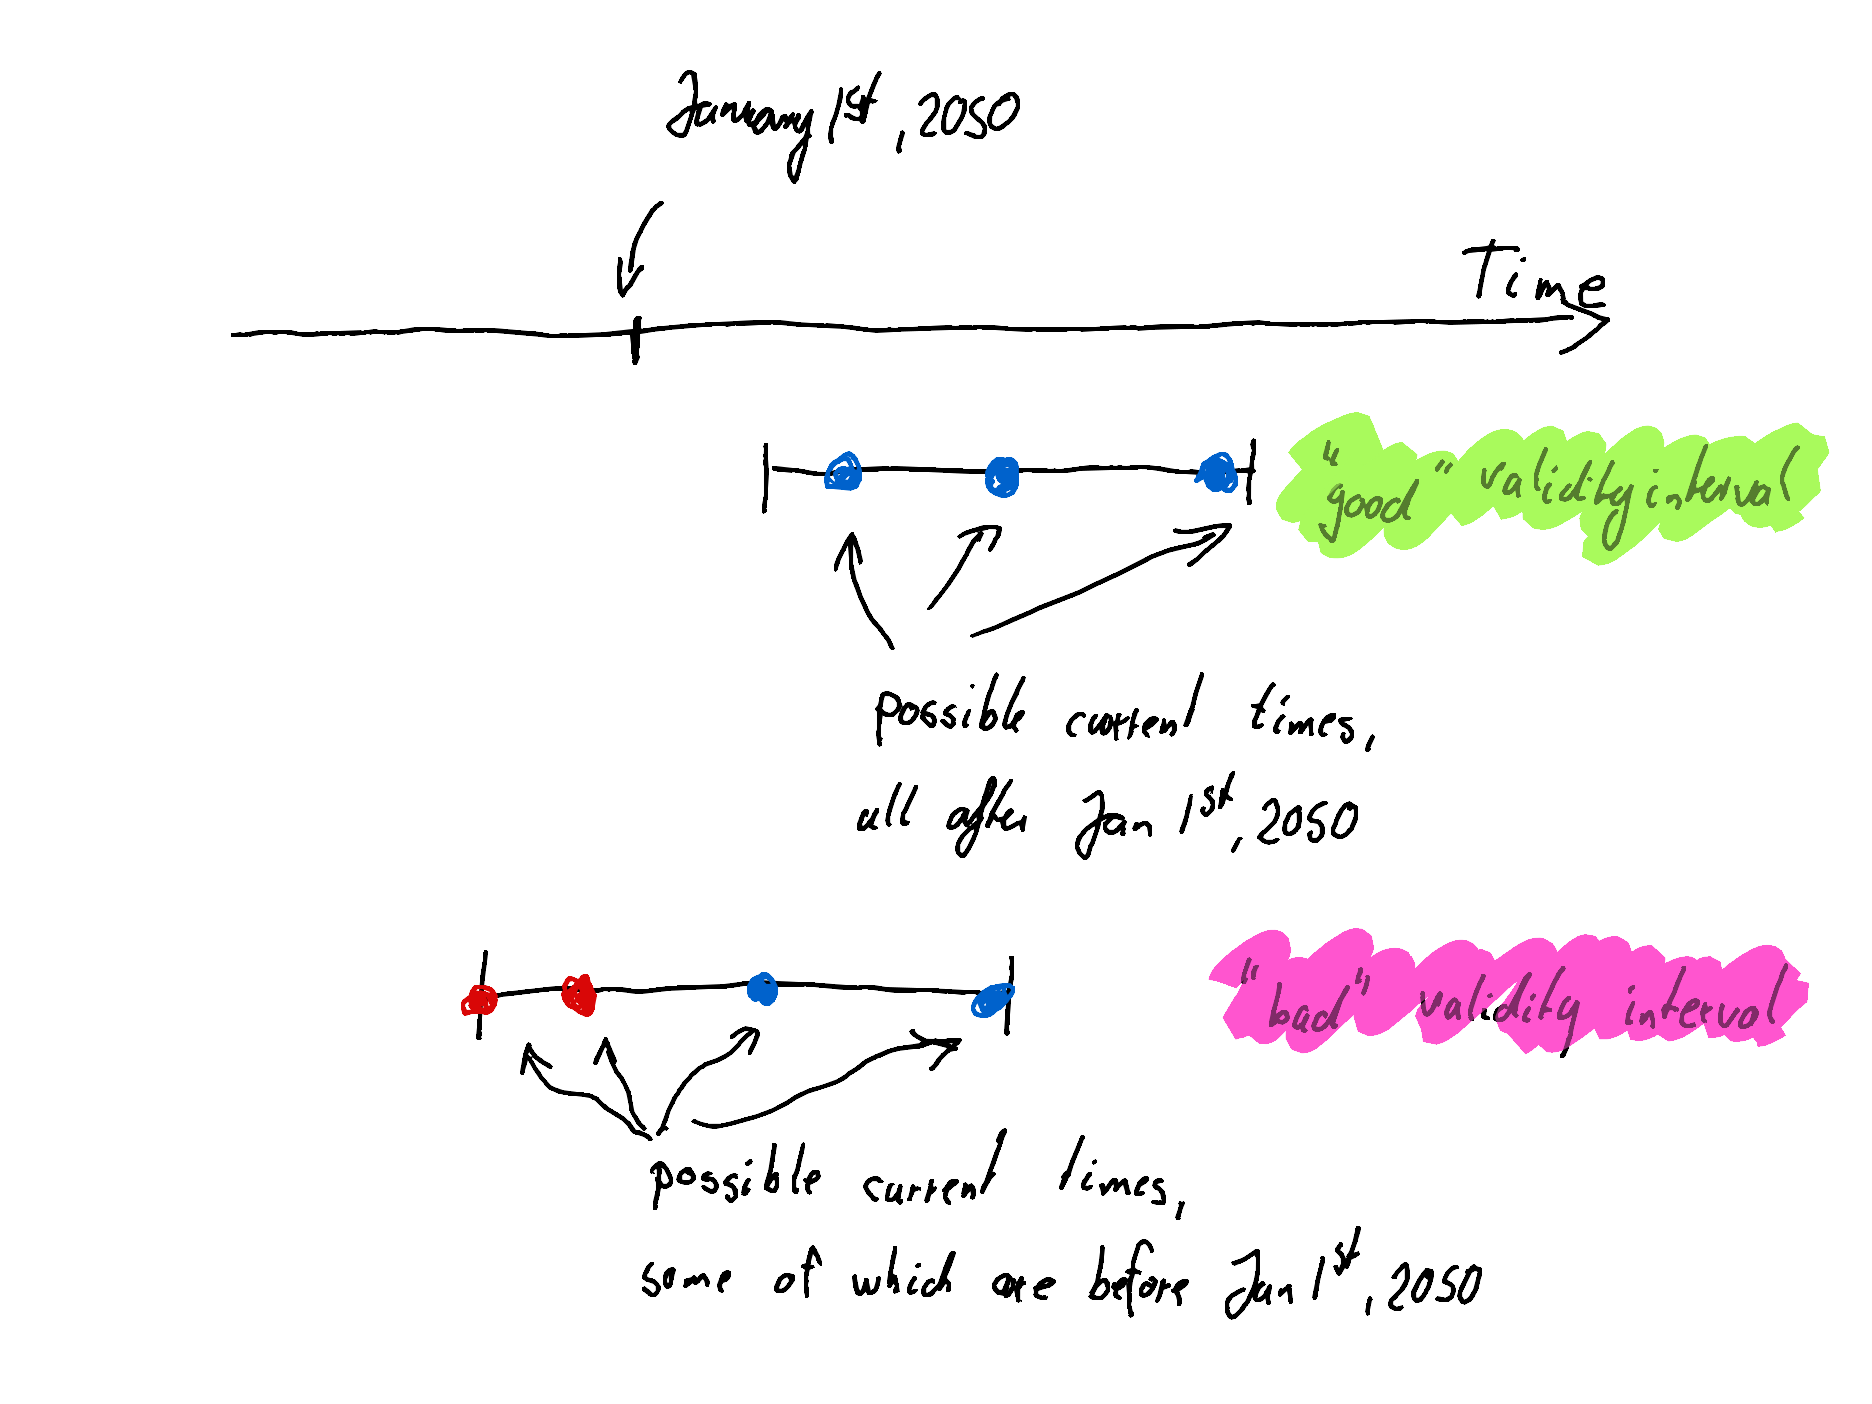 January 1st, 2050
Time
"good" validity interval
possible current times,
all after Jan 1st, 2050
"bad" validity interval
possible current times,
some of which are before Jan 1st, 2050